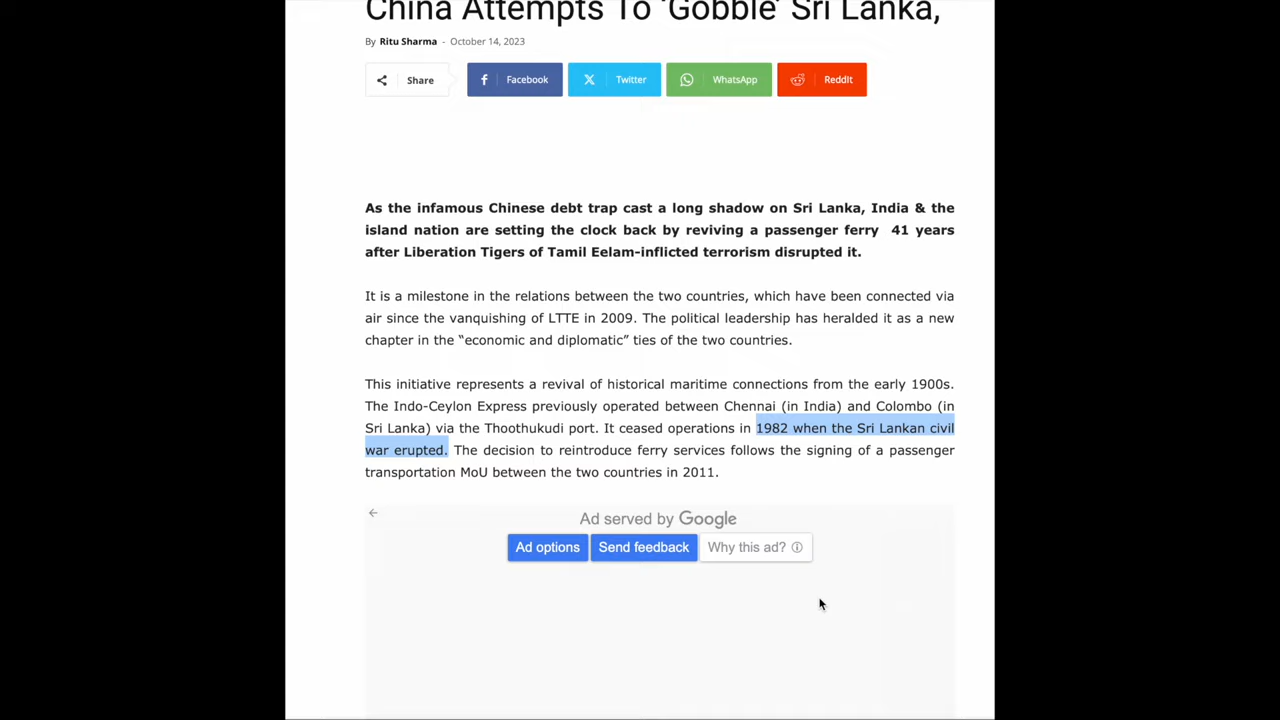 China Attempts To ‘Gobble’ Sri Lanka,
By Ritu Sharma - October 14, 2023
Share
Facebook
Twitter
WhatsApp
ReddIt
As the infamous Chinese debt trap cast a long shadow on Sri Lanka, India & the
island nation are setting the clock back by reviving a passenger ferry 41 years
after Liberation Tigers of Tamil Eelam-inflicted terrorism disrupted it.
It is a milestone in the relations between the two countries, which have been connected via
air since the vanquishing of LTTE in 2009. The political leadership has heralded it as a new
chapter in the “economic and diplomatic” ties of the two countries.
This initiative represents a revival of historical maritime connections from the early 1900s.
The Indo-Ceylon Express previously operated between Chennai (in India) and Colombo (in
Sri Lanka) via the Thoothukudi port. It ceased operations in 1982 when the Sri Lankan civil
war erupted. The decision to reintroduce ferry services follows the signing of a passenger
transportation MoU between the two countries in 2011.
Ad served by Google
Ad options
Send feedback
Why this ad?